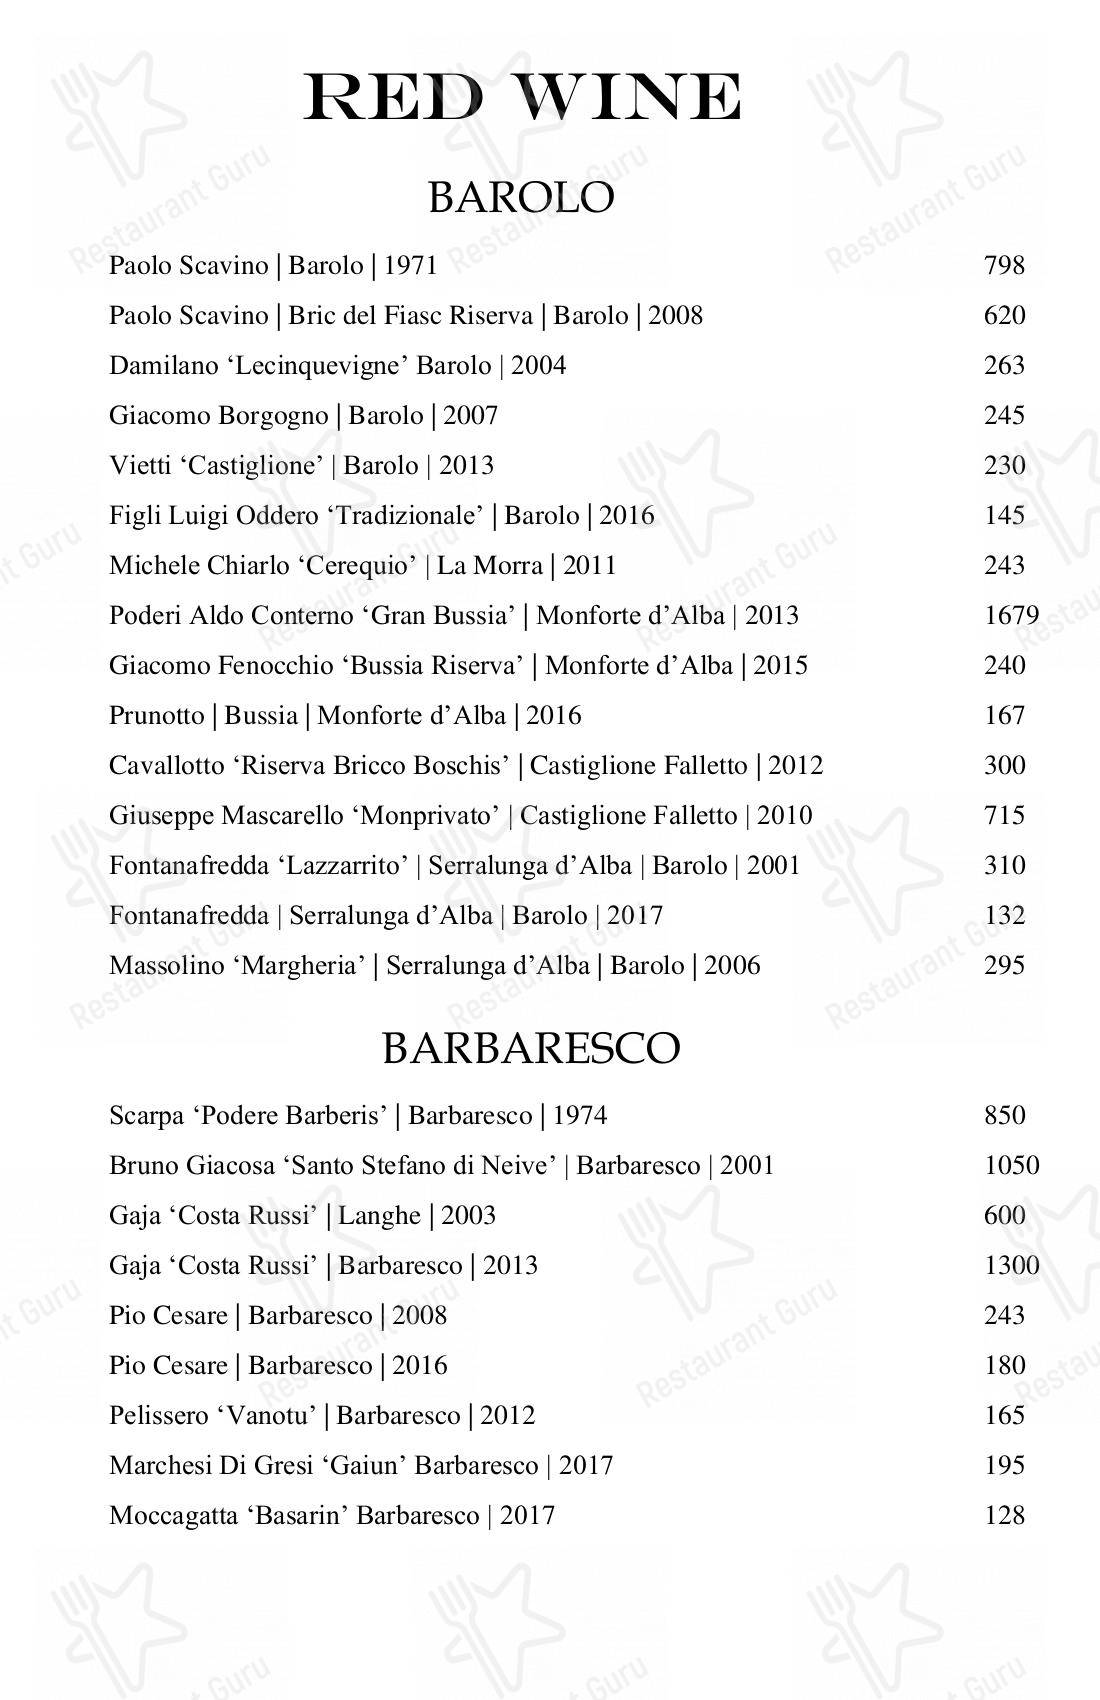 RED WINE
BAROLO
Paolo Scavino | Barolo | 1971 798
Paolo Scavino | Bric del Fiasc Riserva | Barolo | 2008 620
Damilano ‘Lecinquevigne’ Barolo | 2004 263
Giacomo Borgogno | Barolo | 2007 245
Vietti ‘Castiglione’ | Barolo | 2013 230
Figli Luigi Oddero ‘Tradizionale’ | Barolo | 2016 145
Michele Chiarlo ‘Cerequio’ | La Morra | 2011 243
Poderi Aldo Conterno ‘Gran Bussia’ | Monforte d’Alba | 2013 1679
Giacomo Fenocchio ‘Bussia Riserva’ | Monforte d’Alba | 2015 240
Prunotto | Bussia | Monforte d’Alba | 2016 167
Cavallotto ‘Riserva Bricco Boschis’ | Castiglione Falletto | 2012 300
Giuseppe Mascarello ‘Monprivato’ | Castiglione Falletto | 2010 715
Fontanafredda ‘Lazzarrito’ | Serralunga d’Alba | Barolo | 2001 310
Fontanafredda | Serralunga d’Alba | Barolo | 2017 132
Massolino ‘Margheria’ | Serralunga d’Alba | Barolo | 2006 295
BARBARESCO
Scarpa ‘Podere Barberis’ | Barbaresco | 1974 850
Bruno Giacosa ‘Santo Stefano di Neive’ | Barbaresco | 2001 1050
Gaja ‘Costa Russi’ | Langhe | 2003 600
Gaja ‘Costa Russi’ | Barbaresco | 2013 1300
Pio Cesare | Barbaresco | 2008 243
Pio Cesare | Barbaresco | 2016 180
Pelissero ‘Vanotu’ | Barbaresco | 2012 165
Marchesi Di Gresi ‘Gaiun’ Barbaresco | 2017 195
Moccagatta ‘Basarin’ Barbaresco | 2017 128
Restaurant Guru